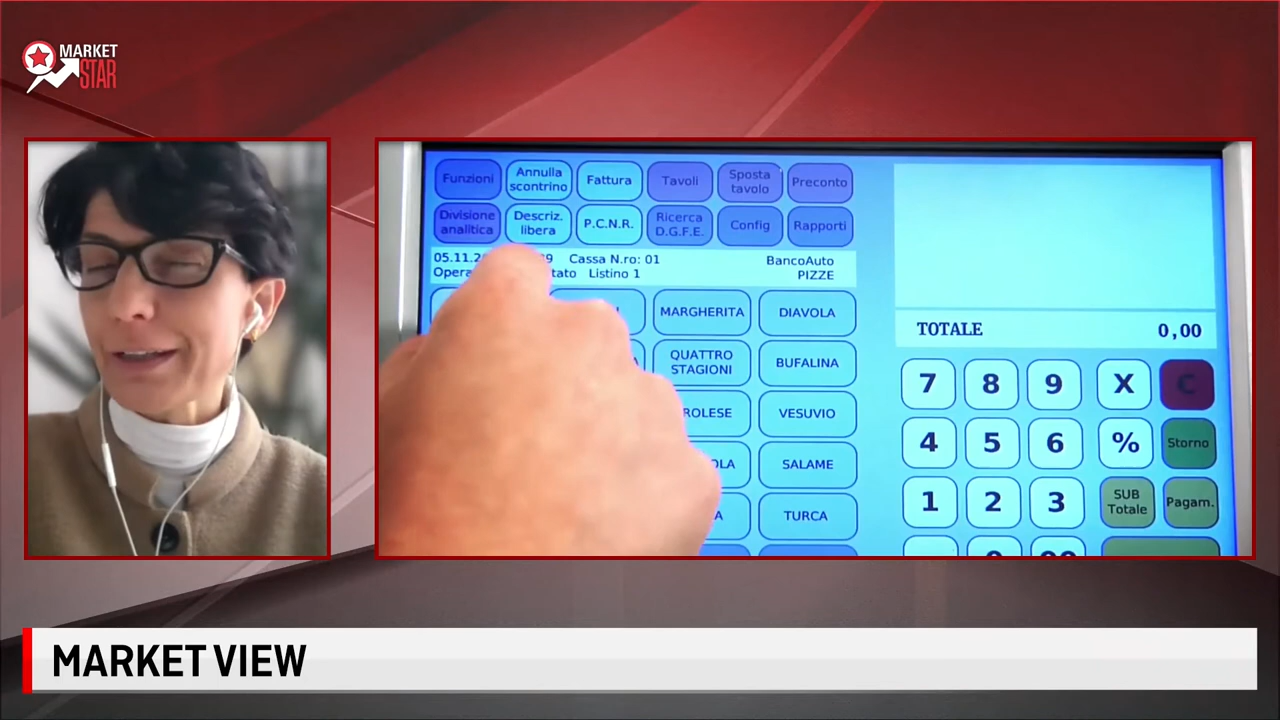 MARKET
STAR
Funzioni
Annulla
scontrino
Fattura
Tavoli
Sposta
tavolo
Preconto
Divisione
analitica
Descriz.
libera
P.C.N.R.
Ricerca
D.G.F.E.
Config
Rapporti
Cassa N.ro: 01
BancoAuto
Listino 1
PIZZE
MARGHERITA
DIAVOLA
QUATTRO
STAGIONI
BUFALINA
VESUVIO
SALAME
TURCA
TOTALE
0,00
7 8 9 X C
4 5 6 % Storno
1 2 3
SUB
Totale
Pagam.
MARKET VIEW